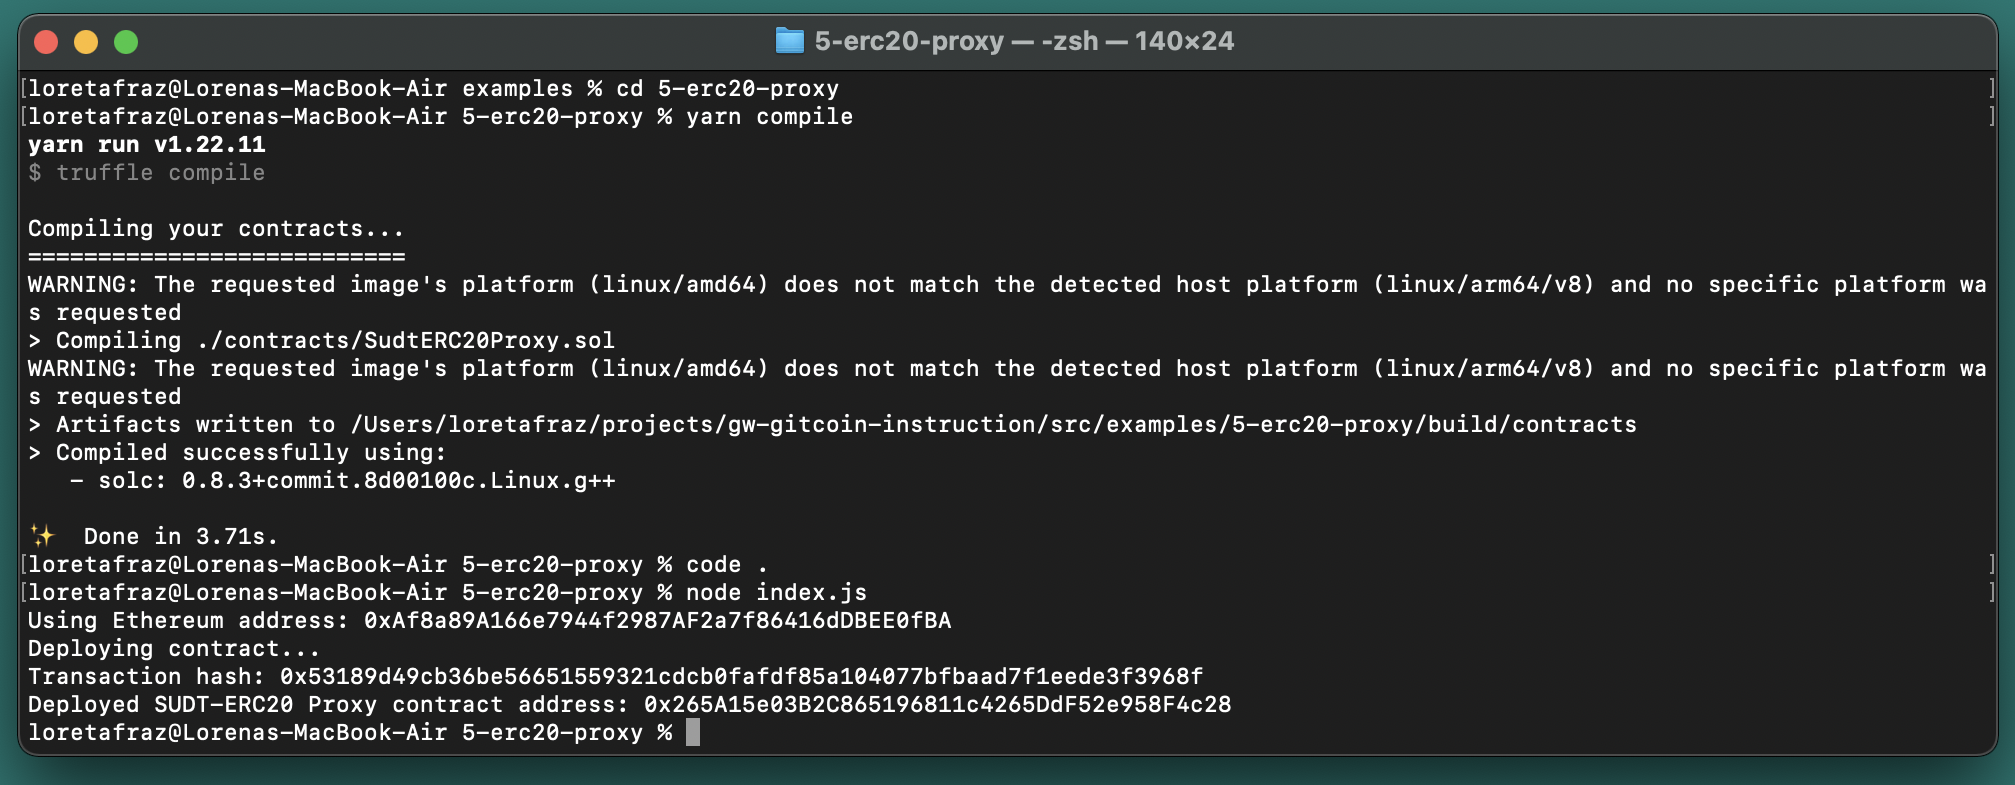 5-erc20-proxy — -zsh — 140×24
[loretafraz@Lorenas-MacBook-Air examples % cd 5-erc20-proxy ]
[loretafraz@Lorenas-MacBook-Air 5-erc20-proxy % yarn compile ]
yarn run v1.22.11
$ truffle compile
Compiling your contracts...
===========================
WARNING: The requested image's platform (linux/amd64) does not match the detected host platform (linux/arm64/v8) and no specific platform wa
s requested
> Compiling ./contracts/SudtERC20Proxy.sol
WARNING: The requested image's platform (linux/amd64) does not match the detected host platform (linux/arm64/v8) and no specific platform wa
s requested
> Artifacts written to /Users/loretafraz/projects/gw-gitcoin-instruction/src/examples/5-erc20-proxy/build/contracts
> Compiled successfully using:
   - solc: 0.8.3+commit.8d00100c.Linux.g++
✨  Done in 3.71s.
[loretafraz@Lorenas-MacBook-Air 5-erc20-proxy % code . ]
[loretafraz@Lorenas-MacBook-Air 5-erc20-proxy % node index.js ]
Using Ethereum address: 0xAf8a89A166e7944f2987AF2a7f86416dDBEE0fBA
Deploying contract...
Transaction hash: 0x53189d49cb36be56651559321cdcb0fafdf85a104077bfbaad7f1eede3f3968f
Deployed SUDT-ERC20 Proxy contract address: 0x265A15e03B2C865196811c4265DdF52e958F4c28
loretafraz@Lorenas-MacBook-Air 5-erc20-proxy %